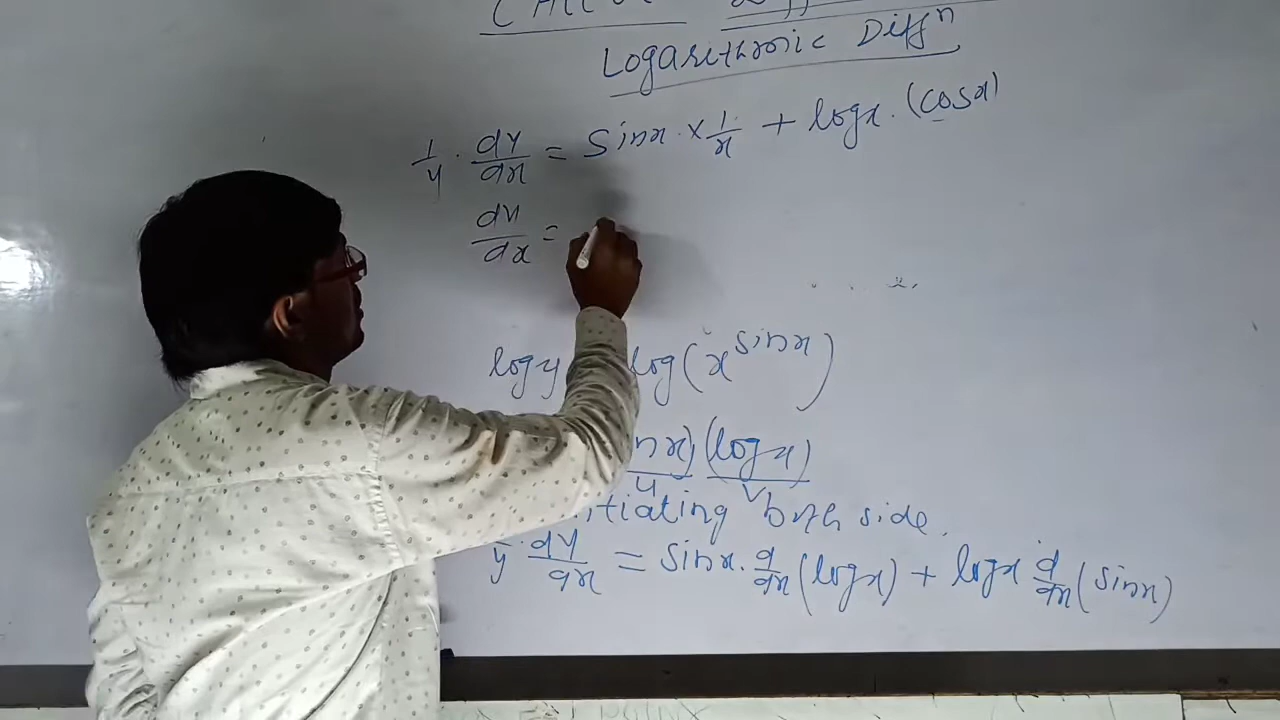 Logarithmic Diffⁿ
1/y · dy/dx = sinx · × 1/x + logx · (cosx)
dy/dx =
logy log(x^sinx)
nx) (logx)
u v
tiating both side.
y · dy/dx = sinx · d/dx (logx) + logx d/dx (sinx)